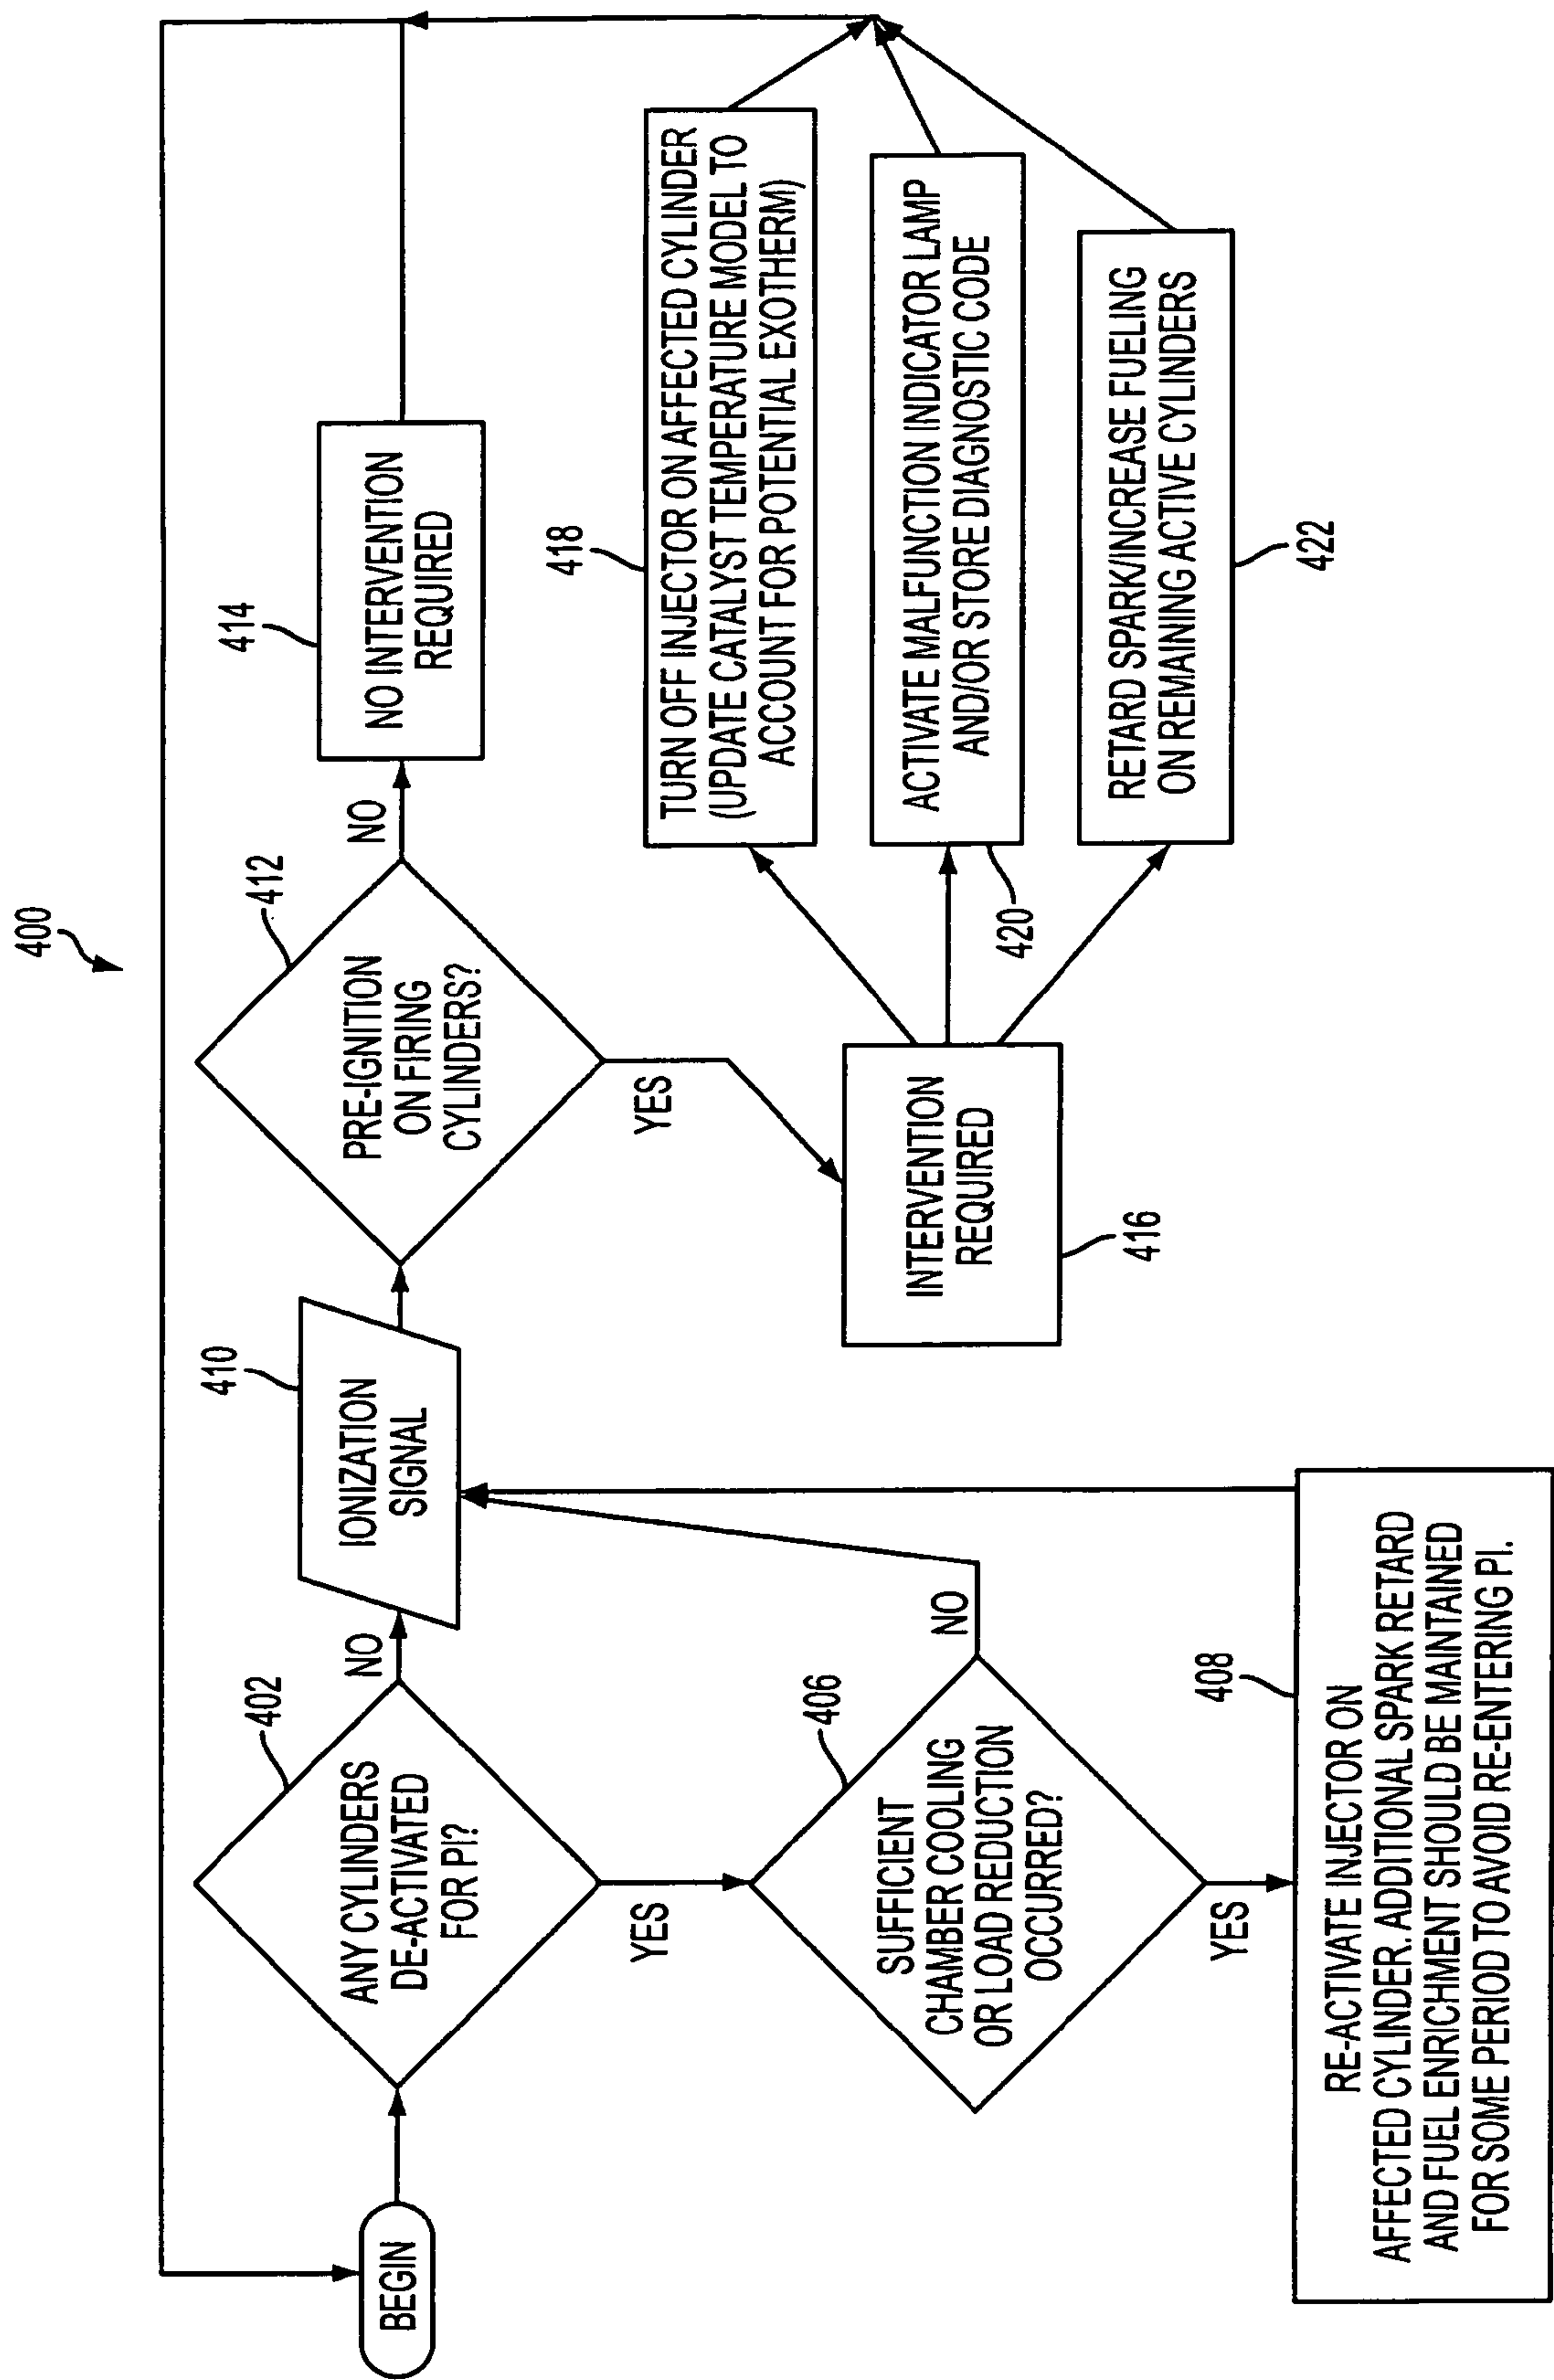 400
BEGIN
402
ANY CYLINDERS
DE-ACTIVATED
FOR PI?
NO
YES
406
SUFFICIENT
CHAMBER COOLING
OR LOAD REDUCTION
OCCURRED?
NO
YES
408
RE-ACTIVATE INJECTOR ON
AFFECTED CYLINDER. ADDITIONAL SPARK RETARD
AND FUEL ENRICHMENT SHOULD BE MAINTAINED
FOR SOME PERIOD TO AVOID RE-ENTERING PI.
410
IONIZATION
SIGNAL
412
PRE-IGNITION
ON FIRING
CYLINDERS?
NO
YES
414
NO INTERVENTION
REQUIRED
INTERVENTION
REQUIRED
416
418
TURN OFF INJECTOR ON AFFECTED CYLINDER
(UPDATE CATALYST TEMPERATURE MODEL TO
ACCOUNT FOR POTENTIAL EXOTHERM)
ACTIVATE MALFUNCTION INDICATOR LAMP
AND/OR STORE DIAGNOSTIC CODE
420
RETARD SPARK/INCREASE FUELING
ON REMAINING ACTIVE CYLINDERS
422